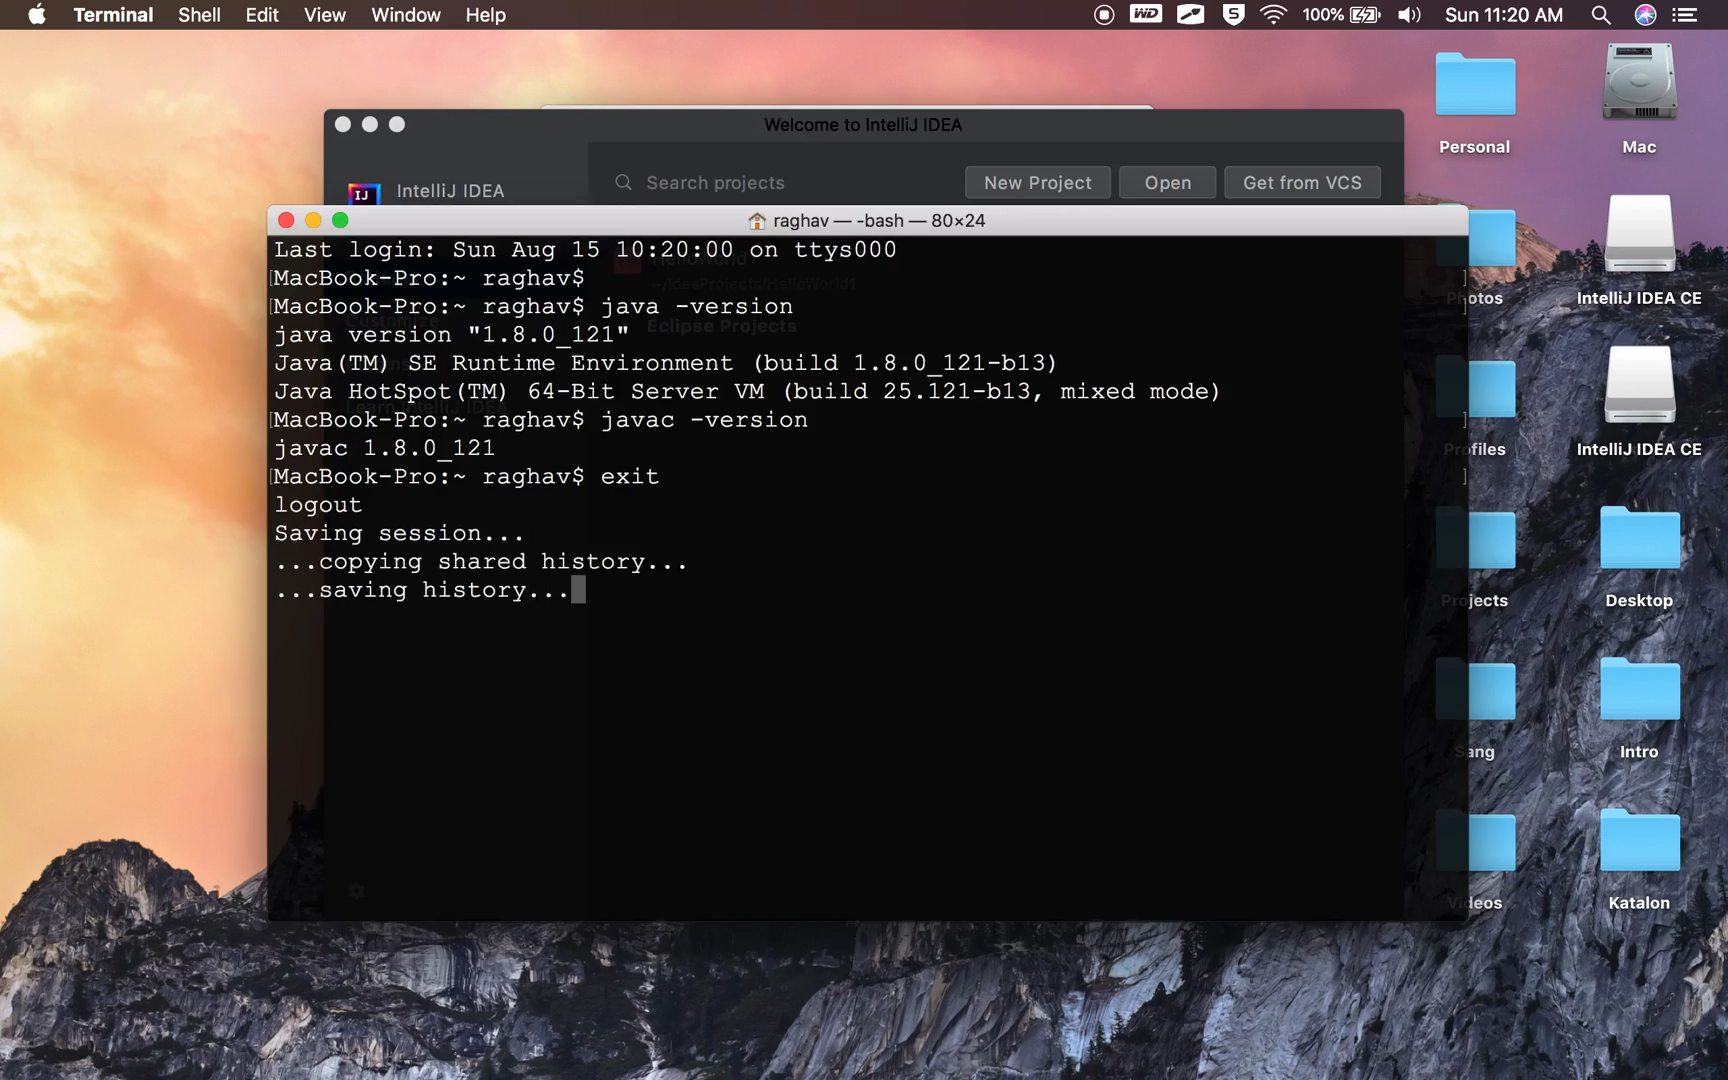 Terminal Shell Edit View Window Help 100% Sun 11:20 AM
Welcome to IntelliJ IDEA
IJ IntelliJ IDEA
Search projects New Project Open Get from VCS
raghav — -bash — 80×24
Last login: Sun Aug 15 10:20:00 on ttys000
MacBook-Pro:~ raghav$
MacBook-Pro:~ raghav$ java -version
java version "1.8.0_121"
Java(TM) SE Runtime Environment (build 1.8.0_121-b13)
Java HotSpot(TM) 64-Bit Server VM (build 25.121-b13, mixed mode)
MacBook-Pro:~ raghav$ javac -version
javac 1.8.0_121
MacBook-Pro:~ raghav$ exit
logout
Saving session...
...copying shared history...
...saving history...
HelloWorld1
~/IdeaProjects/HelloWorld1
Eclipse Projects
Personal Mac
Photos IntelliJ IDEA CE
Profiles IntelliJ IDEA CE
Projects Desktop
Sang Intro
Videos Katalon